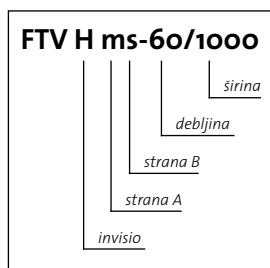 FTV H ms-60/1000
širina
debljina
strana B
strana A
invisio